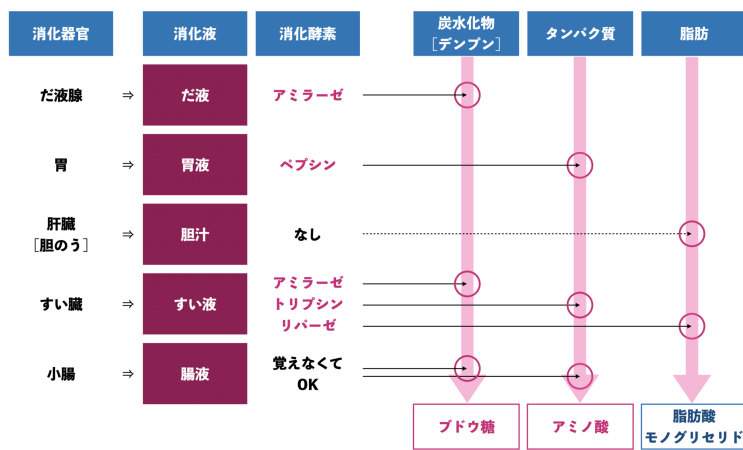 消化器官
消化液
消化酵素
炭水化物
[デンプン]
タンパク質
脂肪
だ液腺
⇒
だ液
アミラーゼ
胃
⇒
胃液
ペプシン
肝臓
[胆のう]
⇒
胆汁
なし
すい臓
⇒
すい液
アミラーゼ
トリプシン
リパーゼ
小腸
⇒
腸液
覚えなくて
OK
ブドウ糖
アミノ酸
脂肪酸
モノグリセリド